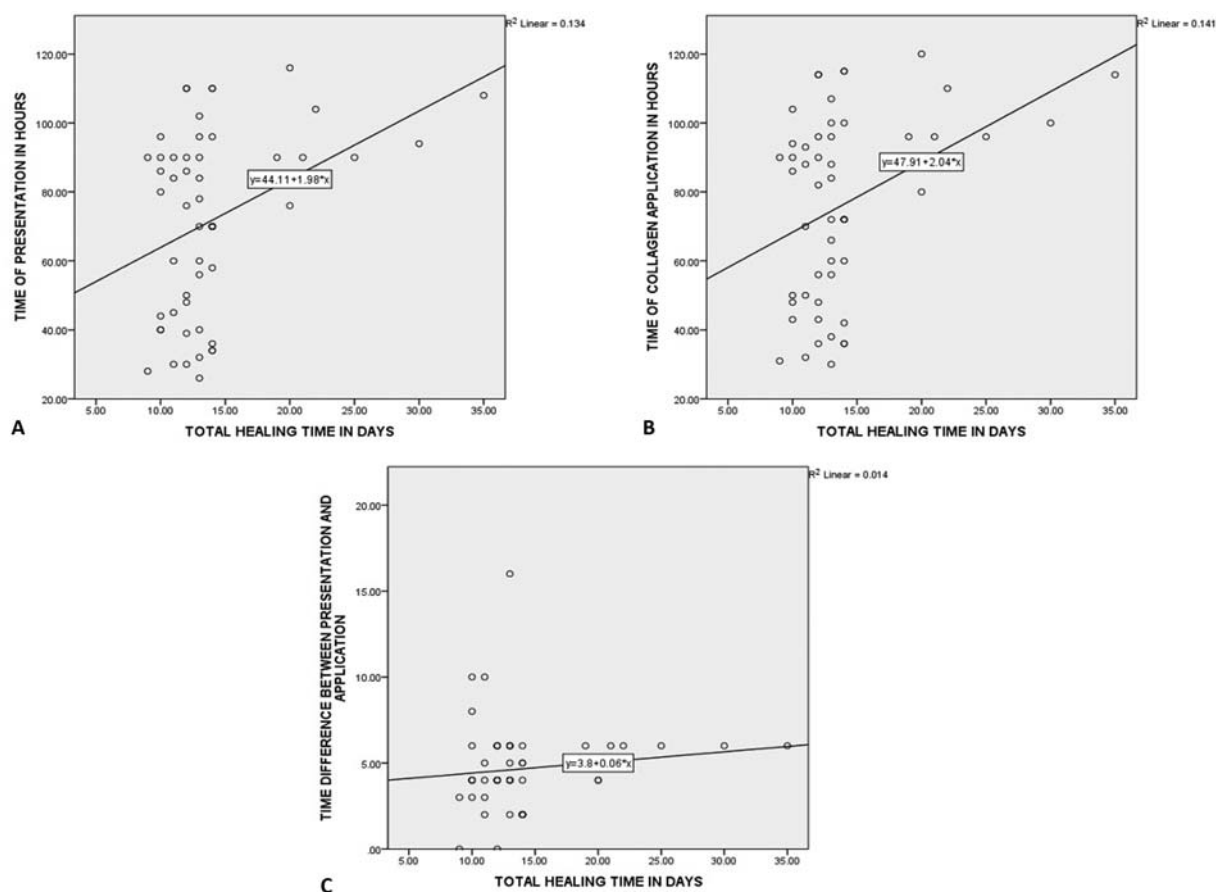 R² Linear = 0.134
TIME OF PRESENTATION IN HOURS
120.00
100.00
80.00
60.00
40.00
20.00
y=44.11+1.98*x
5.00 10.00 15.00 20.00 25.00 30.00 35.00
TOTAL HEALING TIME IN DAYS
A
R² Linear = 0.141
TIME OF COLLAGEN APPLICATION IN HOURS
120.00
100.00
80.00
60.00
40.00
20.00
y=47.91+2.04*x
5.00 10.00 15.00 20.00 25.00 30.00 35.00
TOTAL HEALING TIME IN DAYS
B
R² Linear = 0.014
TIME DIFFERENCE BETWEEN PRESENTATION AND
APPLICATION
20.00
15.00
10.00
5.00
.00
y=3.8+0.06*x
5.00 10.00 15.00 20.00 25.00 30.00 35.00
TOTAL HEALING TIME IN DAYS
C